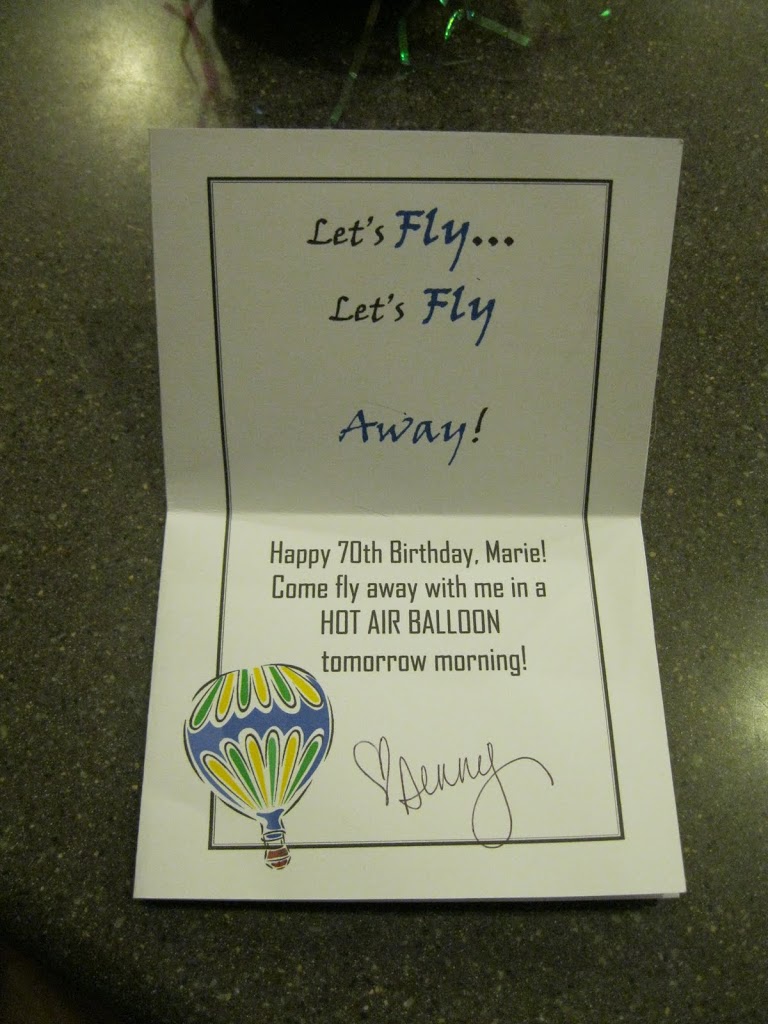 Let's Fly...
Let's Fly
Away!
Happy 70th Birthday, Marie!
Come fly away with me in a
HOT AIR BALLOON
tomorrow morning!
♡ Denny